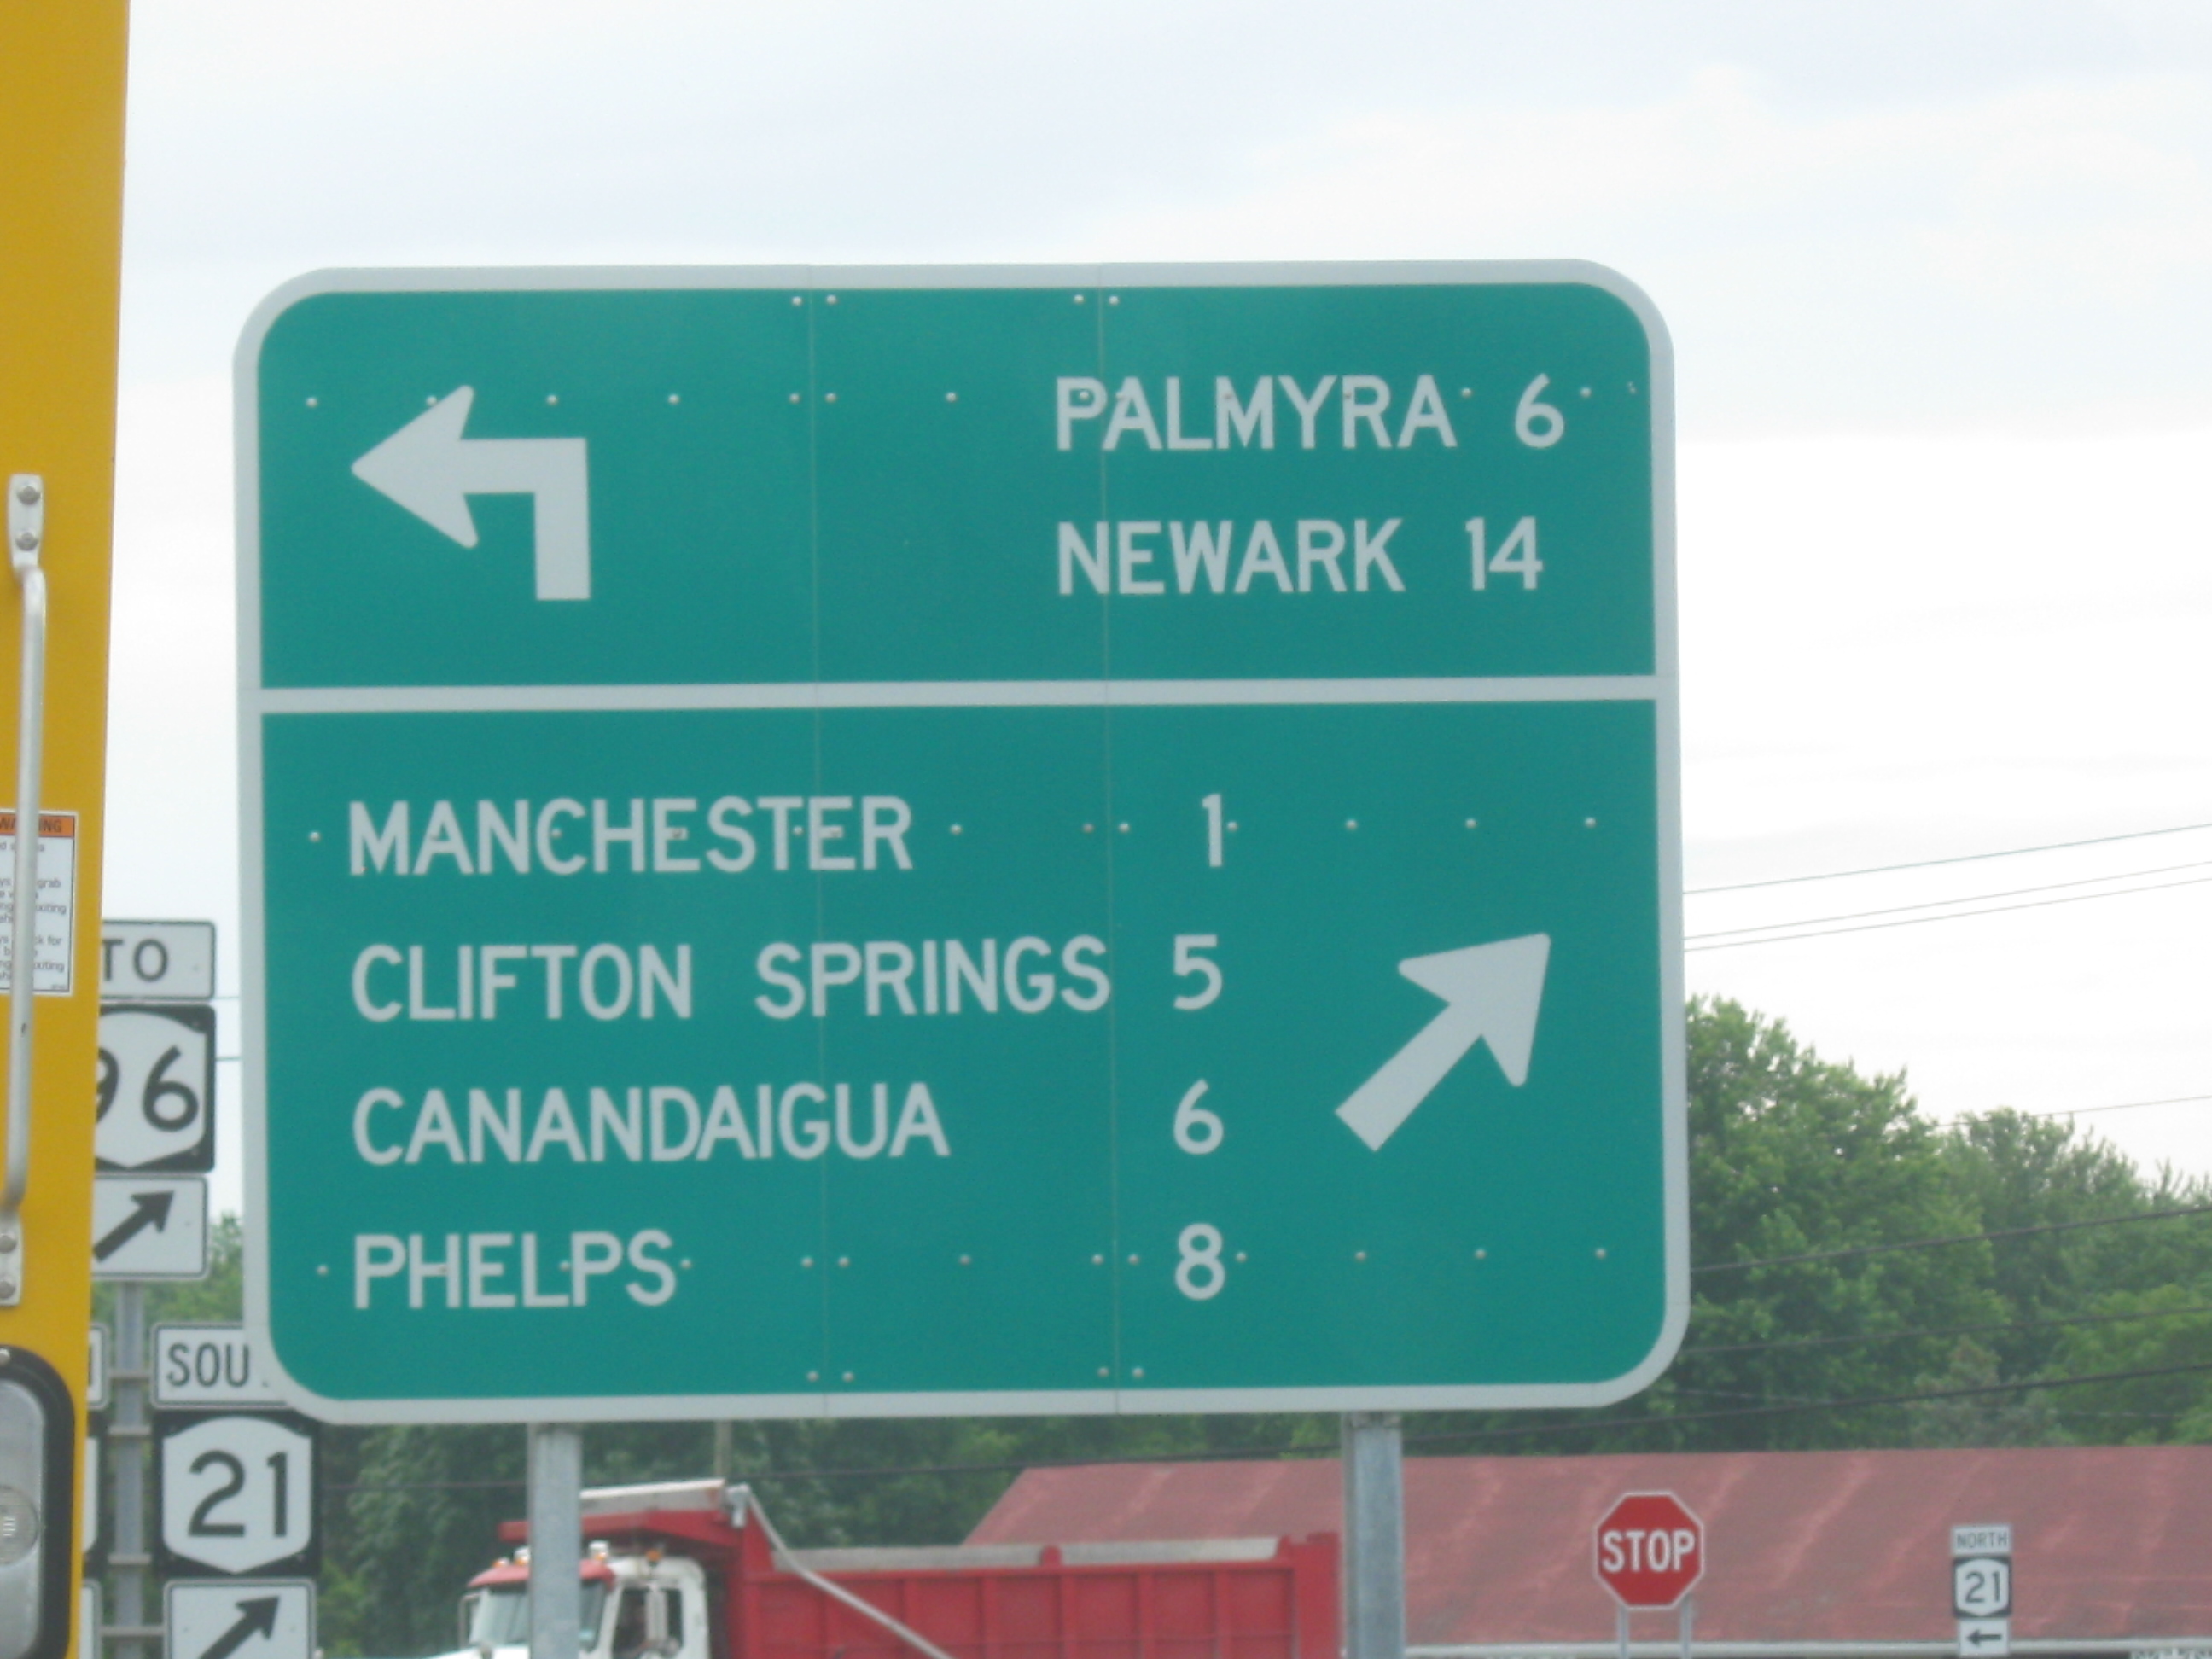 PALMYRA 6
NEWARK 14
MANCHESTER 1
CLIFTON SPRINGS 5
CANANDAIGUA 6
PHELPS 8
TO
96
SOU
21
STOP
NORTH
21